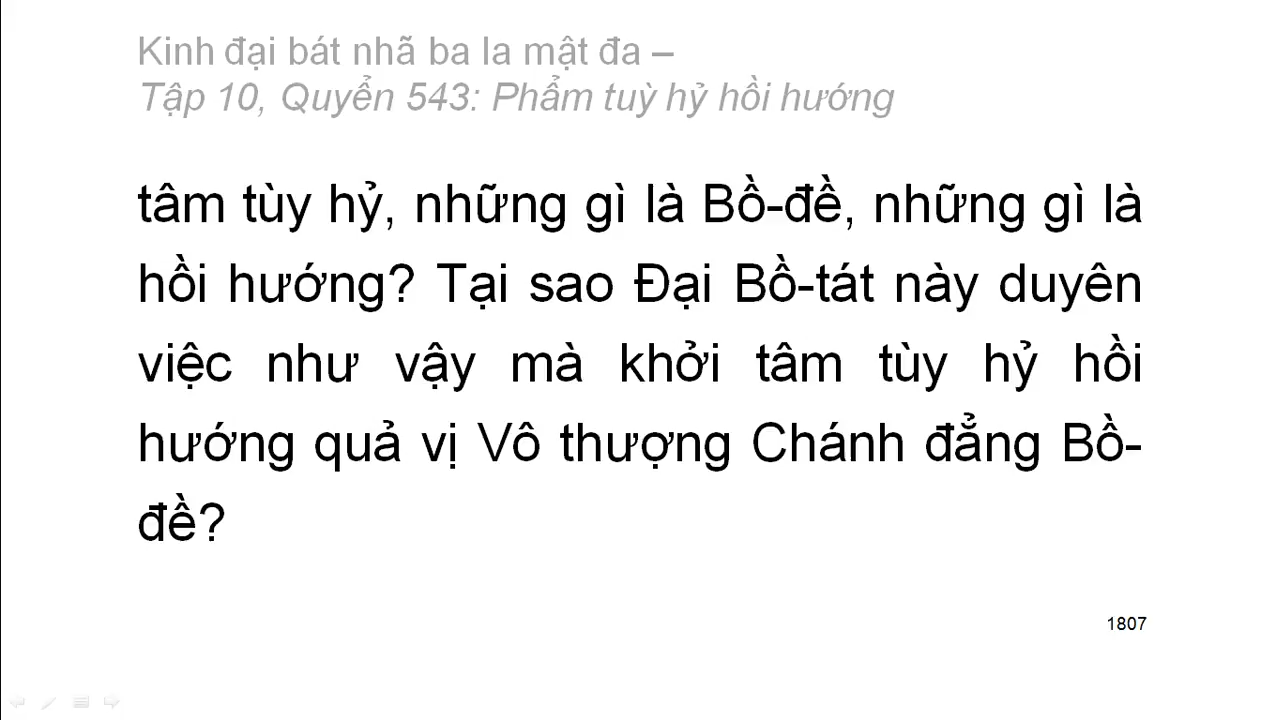 Kinh đại bát nhã ba la mật đa –
Tập 10, Quyển 543: Phẩm tuỳ hỷ hồi hướng
tâm tùy hỷ, những gì là Bồ-đề, những gì là
hồi hướng? Tại sao Đại Bồ-tát này duyên
việc như vậy mà khởi tâm tùy hỷ hồi
hướng quả vị Vô thượng Chánh đẳng Bồ-
đề?
1807